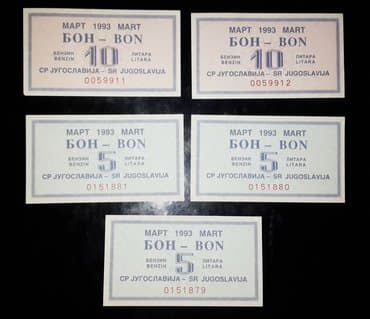 МАРТ 1993 MART
БОН – BON
БЕНЗИН 10 ЛИТАРА
BENZIN LITARA
СР ЈУГОСЛАВИЈА – SR JUGOSLAVIJA
0059911
МАРТ 1993 MART
БОН – BON
БЕНЗИН 10 ЛИТАРА
BENZIN LITARA
СР ЈУГОСЛАВИЈА – SR JUGOSLAVIJA
0059912
МАРТ 1993 MART
БОН – BON
БЕНЗИН 5 ЛИТАРА
BENZIN LITARA
СР ЈУГОСЛАВИЈА – SR JUGOSLAVIJA
0151881
МАРТ 1993 MART
БОН – BON
БЕНЗИН 5 ЛИТАРА
BENZIN LITARA
СР ЈУГОСЛАВИЈА – SR JUGOSLAVIJA
0151880
МАРТ 1993 MART
БОН – BON
БЕНЗИН 5 ЛИТАРА
BENZIN LITARA
СР ЈУГОСЛАВИЈА – SR JUGOSLAVIJA
0151879